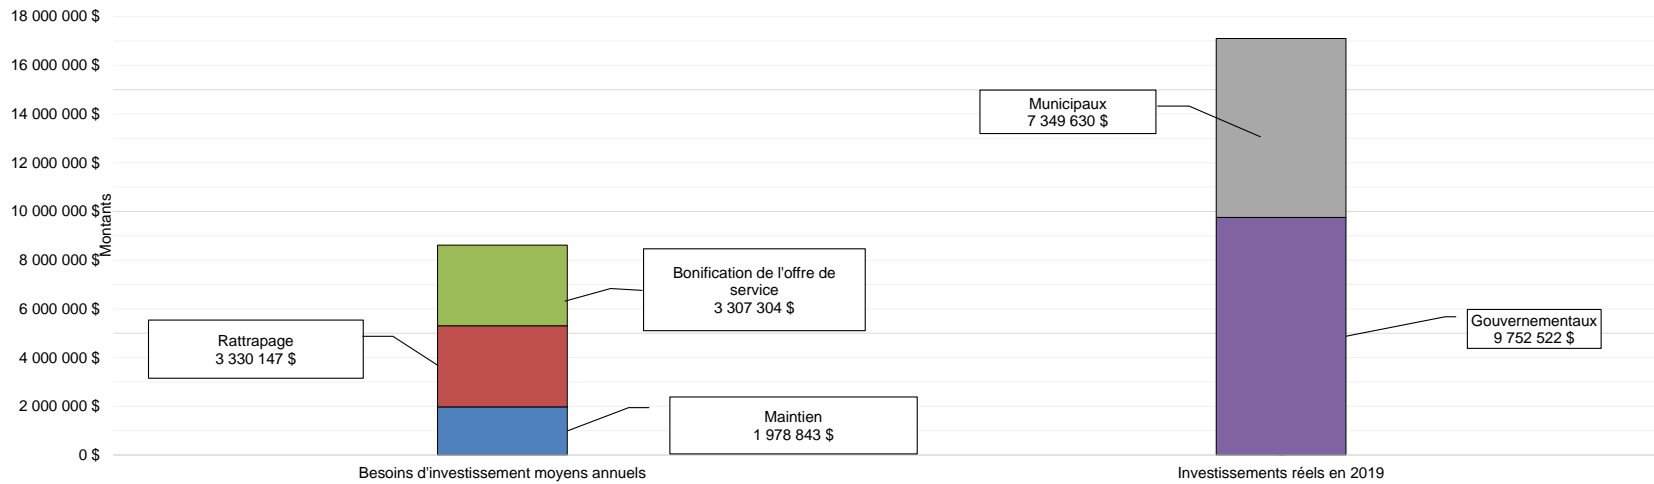 18 000 000 $
16 000 000 $
14 000 000 $
12 000 000 $
10 000 000 $
8 000 000 $
6 000 000 $
4 000 000 $
2 000 000 $
0 $
Montants
Municipaux
7 349 630 $
Bonification de l'offre de
service
3 307 304 $
Rattrapage
3 330 147 $
Gouvernementaux
9 752 522 $
Maintien
1 978 843 $
Besoins d'investissement moyens annuels
Investissements réels en 2019